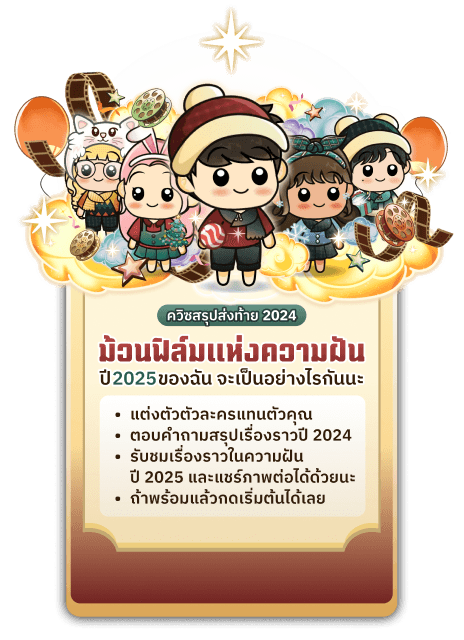 ควิซสรุปส่งท้าย 2024
ม้วนฟิล์มแห่งความฝัน
ปี2025ของฉัน จะเป็นอย่างไรกันนะ
• แต่งตัวตัวละครแทนตัวคุณ
• ตอบคำถามสรุปเรื่องราวปี 2024
• รับชมเรื่องราวในความฝัน
ปี 2025 และแชร์ภาพต่อได้ด้วยนะ
• ถ้าพร้อมแล้วกดเริ่มต้นได้เลย